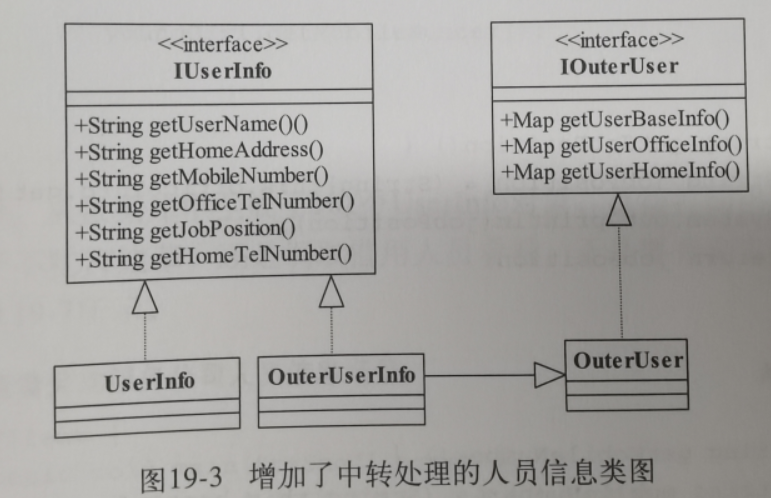 <<interface>>
IUserInfo
+String getUserName()()
+String getHomeAddress()
+String getMobileNumber()
+String getOfficeTelNumber()
+String getJobPosition()
+String getHomeTelNumber()
<<interface>>
IOuterUser
+Map getUserBaseInfo()
+Map getUserOfficeInfo()
+Map getUserHomeInfo()
UserInfo
OuterUserInfo
OuterUser
图19-3 增加了中转处理的人员信息类图